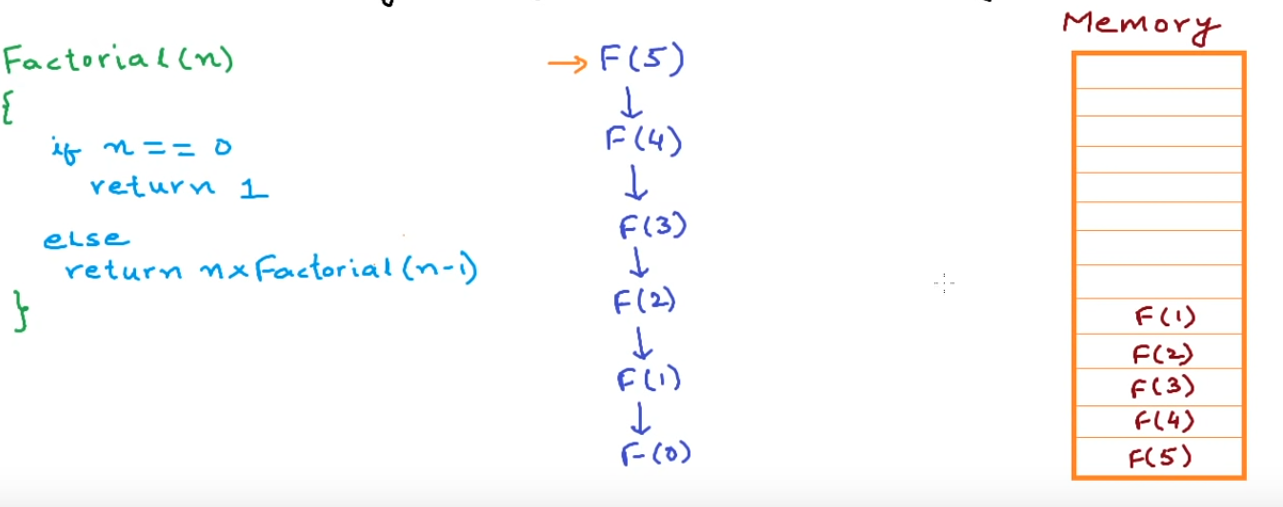 Factorial(n)
{
if n == 0
return 1
else
return n×Factorial(n-1)
}
→ F(5)
↓
F(4)
↓
F(3)
↓
F(2)
↓
F(1)
↓
F(0)
Memory
F(1)
F(2)
F(3)
F(4)
F(5)